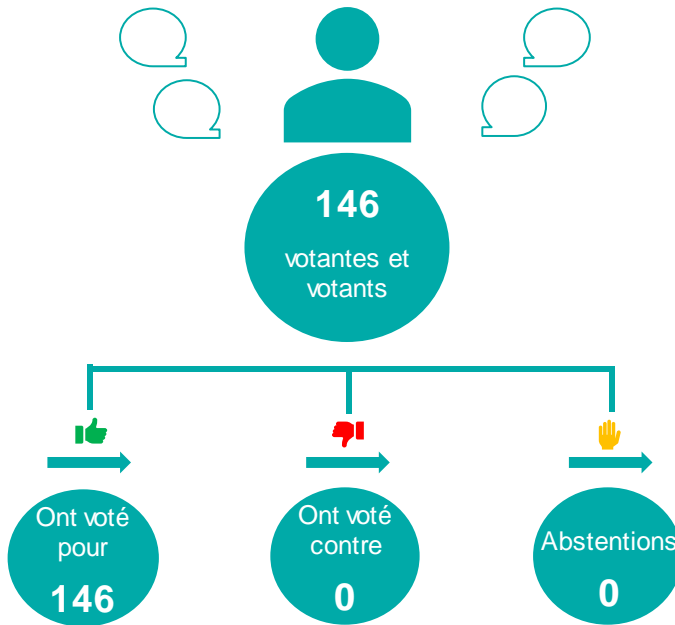 146
votantes et
votants
Ont voté
pour
146
Ont voté
contre
0
Abstentions
0